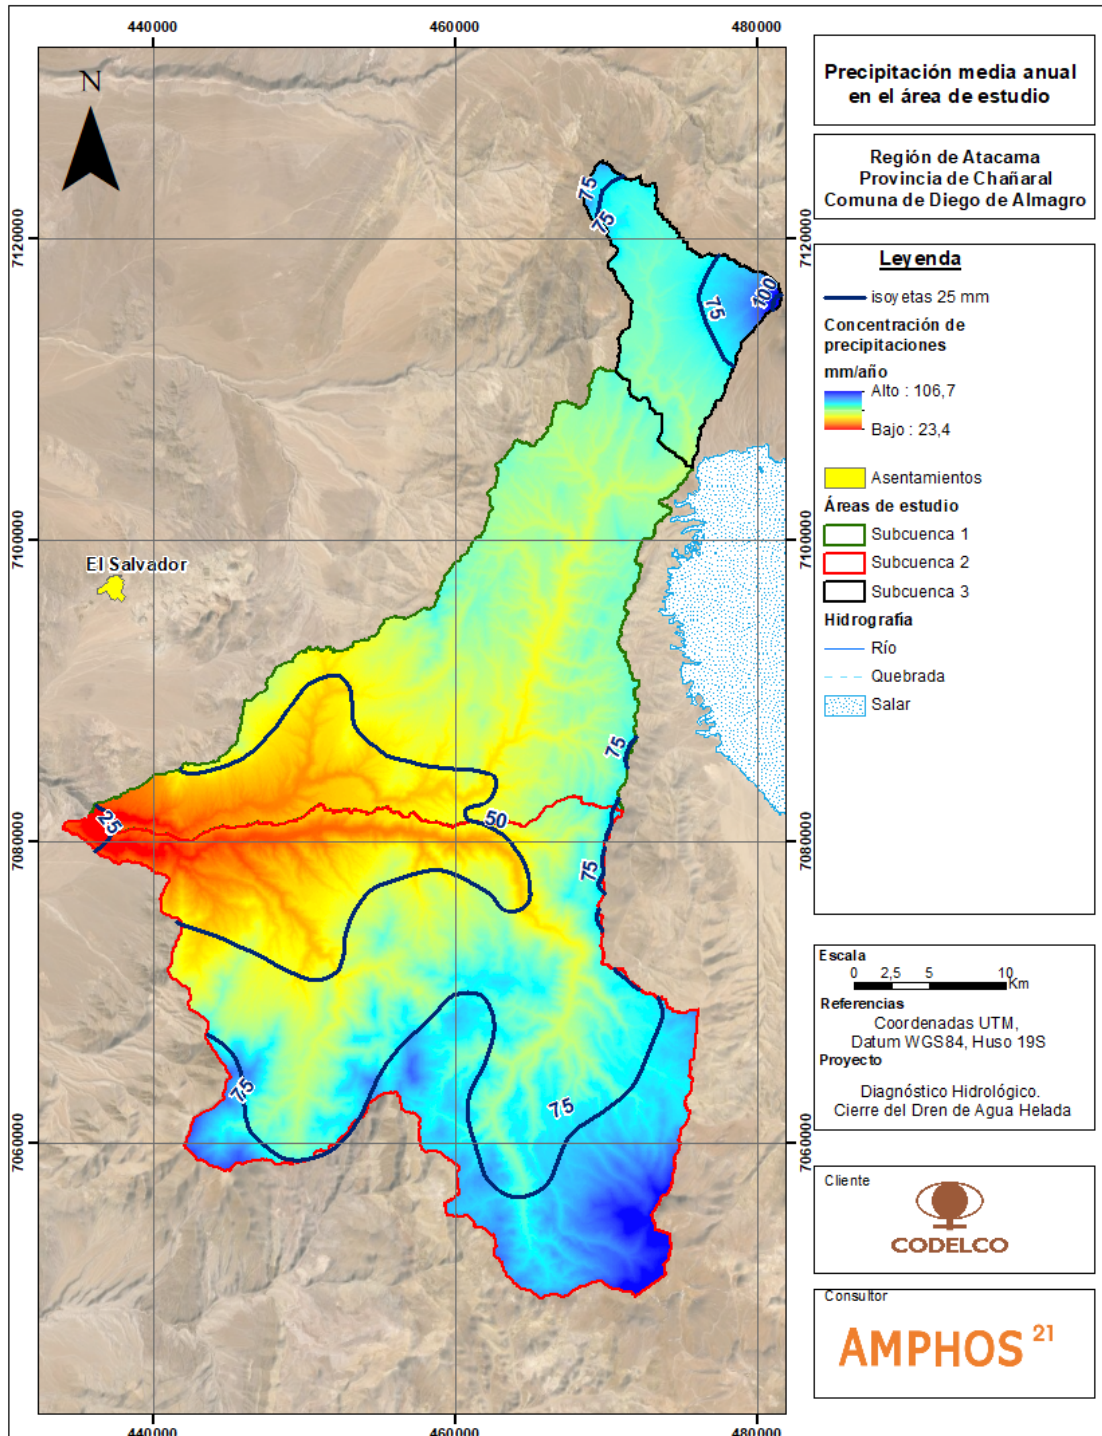 440000
460000
480000
N
7120000
7100000
7080000
7060000
7120000
7100000
7080000
7060000
75
75
75
100
El Salvador
75
25
50
75
75
75
440000
460000
480000
Precipitación media anual
en el área de estudio
Región de Atacama
Provincia de Chañaral
Comuna de Diego de Almagro
Leyenda
isoyetas 25 mm
Concentración de
precipitaciones
mm/año
Alto : 106,7
Bajo : 23,4
Asentamientos
Áreas de estudio
Subcuenca 1
Subcuenca 2
Subcuenca 3
Hidrografía
Río
Quebrada
Salar
Escala
0 2,5 5 10
Km
Referencias
Coordenadas UTM,
Datum WGS84, Huso 19S
Proyecto
Diagnóstico Hidrológico.
Cierre del Dren de Agua Helada
Cliente
CODELCO
Consultor
AMPHOS 21